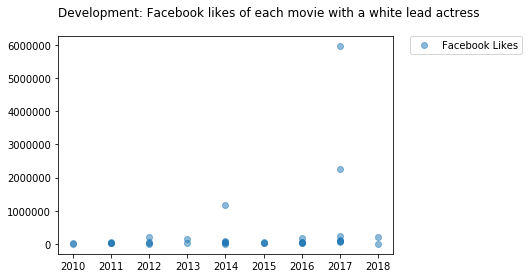 Development: Facebook likes of each movie with a white lead actress
Facebook Likes
6000000
5000000
4000000
3000000
2000000
1000000
0
2010 2011 2012 2013 2014 2015 2016 2017 2018